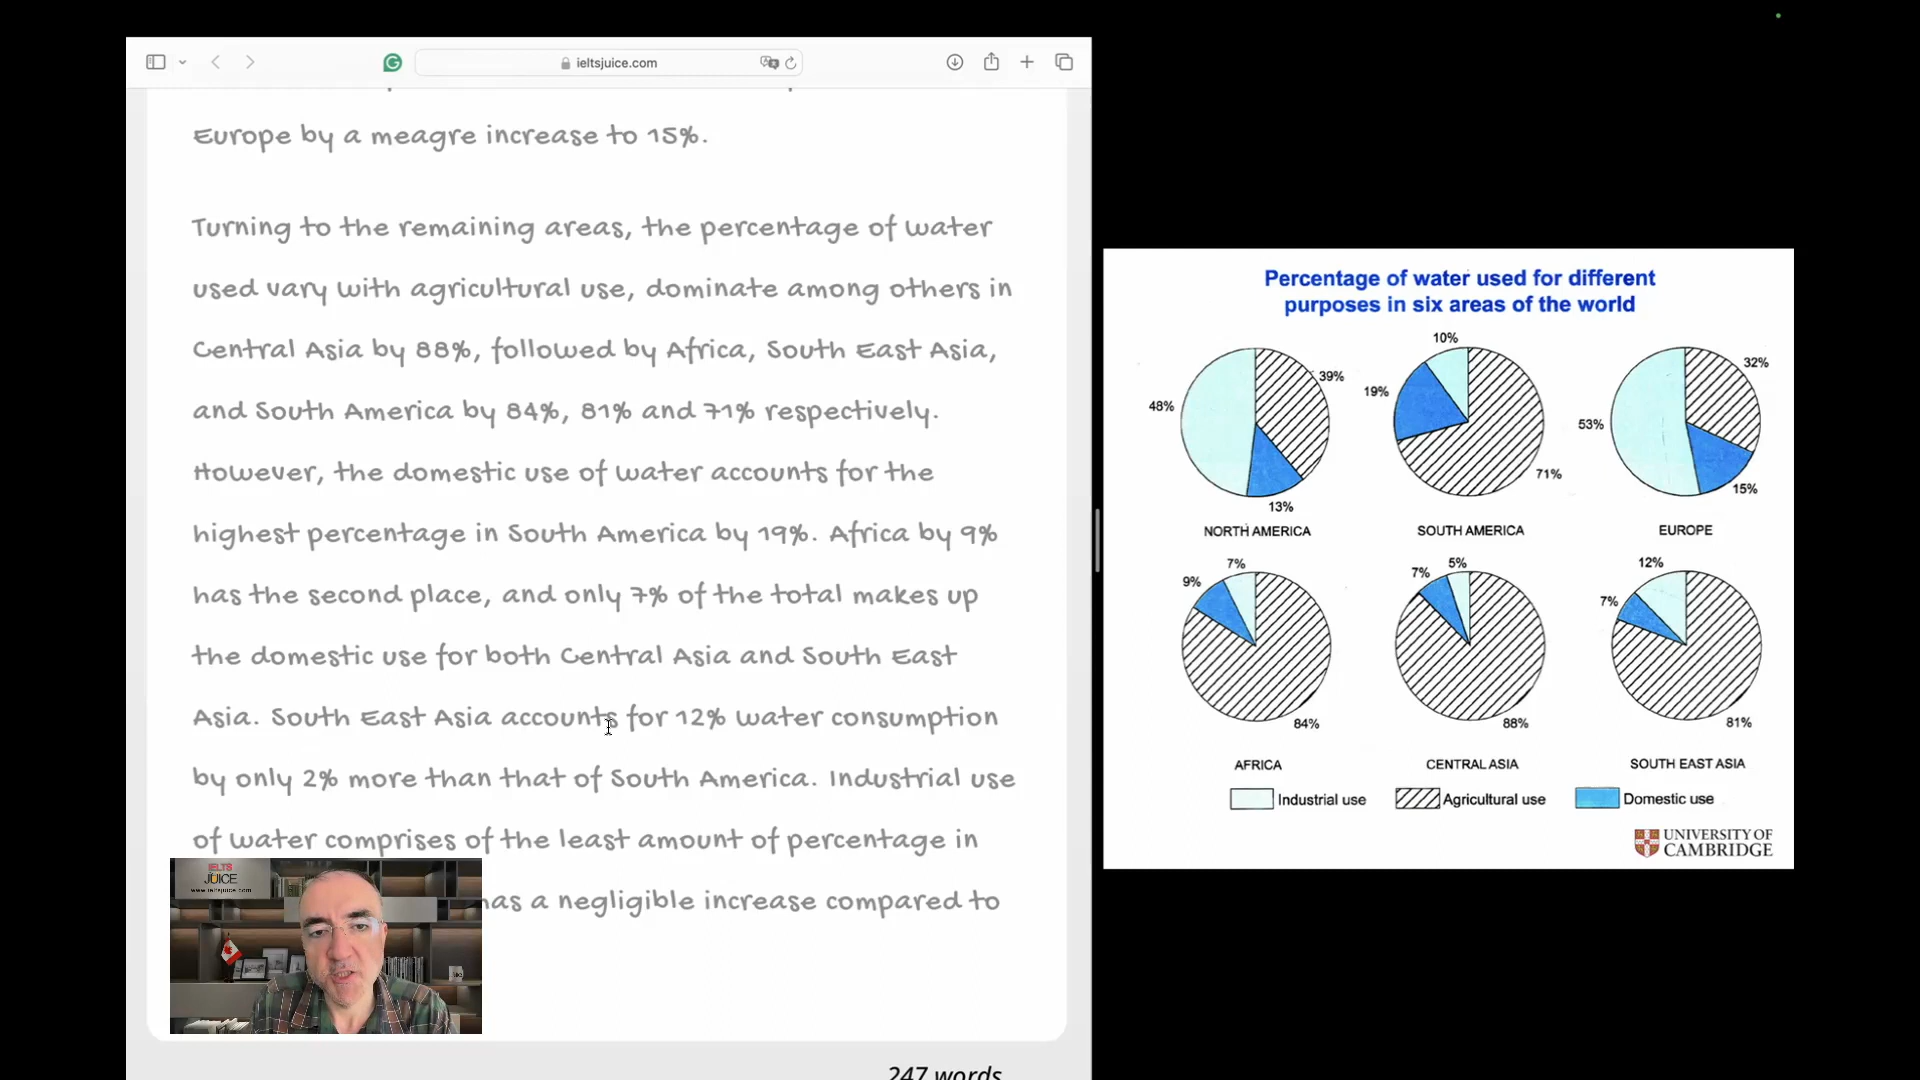 ieltsjuice.com
Europe by a meagre increase to 15%.
Turning to the remaining areas, the percentage of water
used vary with agricultural use, dominate among others in
Central Asia by 88%, followed by Africa, South East Asia,
and South America by 84%, 81% and 71% respectively.
However, the domestic use of water accounts for the
highest percentage in South America by 19%. Africa by 9%
has the second place, and only 7% of the total makes up
the domestic use for both Central Asia and South East
Asia. South East Asia accounts for 12% water consumption
by only 2% more than that of South America. Industrial use
of water comprises of the least amount of percentage in
has a negligible increase compared to
247 words
IELTS
JUICE
www.ieltsjuice.com
Percentage of water used for different
purposes in six areas of the world
48%
39%
13%
NORTH AMERICA
10%
19%
71%
SOUTH AMERICA
32%
53%
15%
EUROPE
7%
9%
84%
AFRICA
5%
7%
88%
CENTRAL ASIA
12%
7%
81%
SOUTH EAST ASIA
Industrial use
Agricultural use
Domestic use
UNIVERSITY OF
CAMBRIDGE